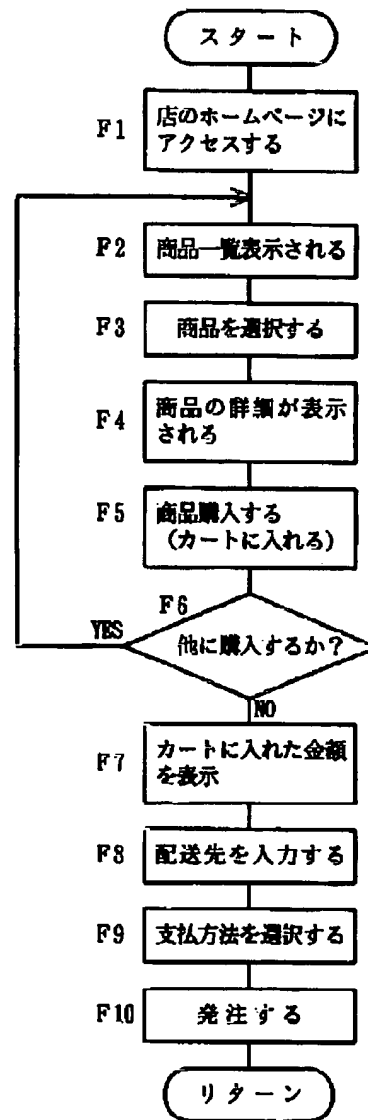 スタート
F1
店のホームページに
アクセスする
F2
商品一覧表示される
F3
商品を選択する
F4
商品の詳細が表示
される
F5
商品購入する
(カートに入れる)
F6
YES
他に購入するか?
NO
F7
カートに入れた金額
を表示
F8
配送先を入力する
F9
支払方法を選択する
F10
発注する
リターン